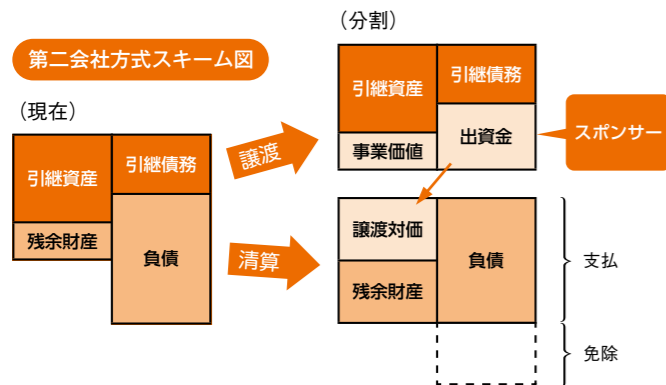 第二会社方式スキーム図
（現在）
引継資産
引継債務
残余財産
負債
譲渡
清算
（分割）
引継資産
引継債務
事業価値
出資金
スポンサー
譲渡対価
負債
残余財産
支払
免除